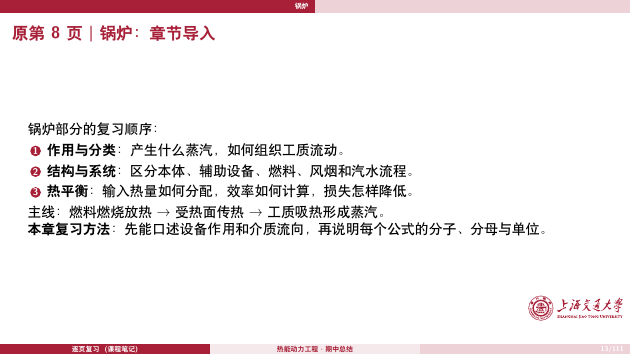 锅炉
原第 8 页 | 锅炉：章节导入
锅炉部分的复习顺序：
1 作用与分类：产生什么蒸汽，如何组织工质流动。
2 结构与系统：区分本体、辅助设备、燃料、风烟和汽水流程。
3 热平衡：输入热量如何分配，效率如何计算，损失怎样降低。
主线：燃料燃烧放热 → 受热面传热 → 工质吸热形成蒸汽。
本章复习方法：先能口述设备作用和介质流向，再说明每个公式的分子、分母与单位。
上海交通大学
SHANGHAI JIAO TONG UNIVERSITY
逐页复习（课程笔记）
热能动力工程 · 期中总结
13/111